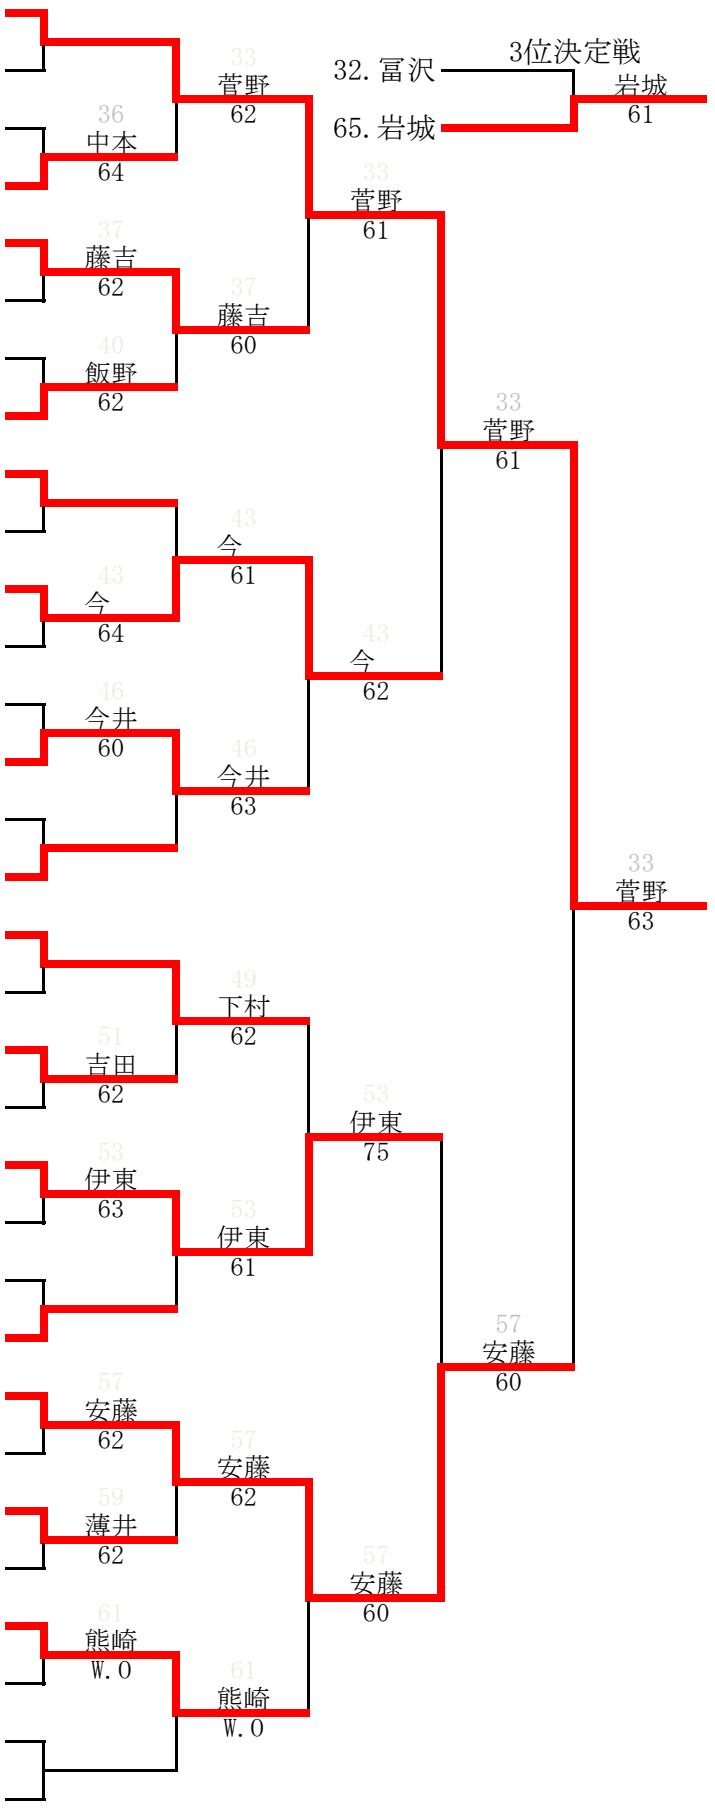 3位決定戦
32. 冨沢
65. 岩城
岩城
61
33
菅野
62
36
中本
64
33
菅野
61
37
藤吉
62
37
藤吉
60
40
飯野
62
33
菅野
61
43
今
61
43
今
64
43
今
62
46
今井
60
46
今井
63
33
菅野
63
49
下村
62
51
吉田
62
53
伊東
75
53
伊東
63
53
伊東
61
57
安藤
60
57
安藤
62
57
安藤
62
59
薄井
62
57
安藤
60
61
熊崎
W.O
61
熊崎
W.O